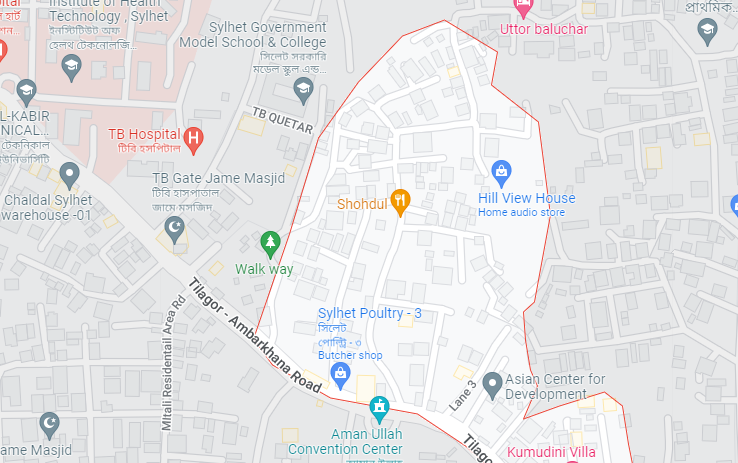 Institute of Health
Technology , Sylhet
ইনস্টিটিউট অফ
হেলথ টেকনোলজি...
Sylhet Government
Model School & College
সিলেট সরকারি
মডেল স্কুল এন্ড...
Uttor baluchar
প্রাথমিক
L-KABIR
NICAL...
টেকনিকাল
TB QUETAR
TB Hospital
টিবি হাসপিটাল
TB Gate Jame Masjid
টিবি হাসপাতাল
জামে মসজিদ
Chaldal Sylhet
warehouse -01
Hill View House
Home audio store
Shohdul
Walk way
Tilagor - Ambarkhana Road
MItali Residentail Area Rd
Sylhet Poultry - 3
সিলেট
পোল্ট্রি - ৩
Butcher shop
Asian Center for
Development
Lane 3
Aman Ullah
Convention Center
Tilago
Kumudini Villa
ame Masjid